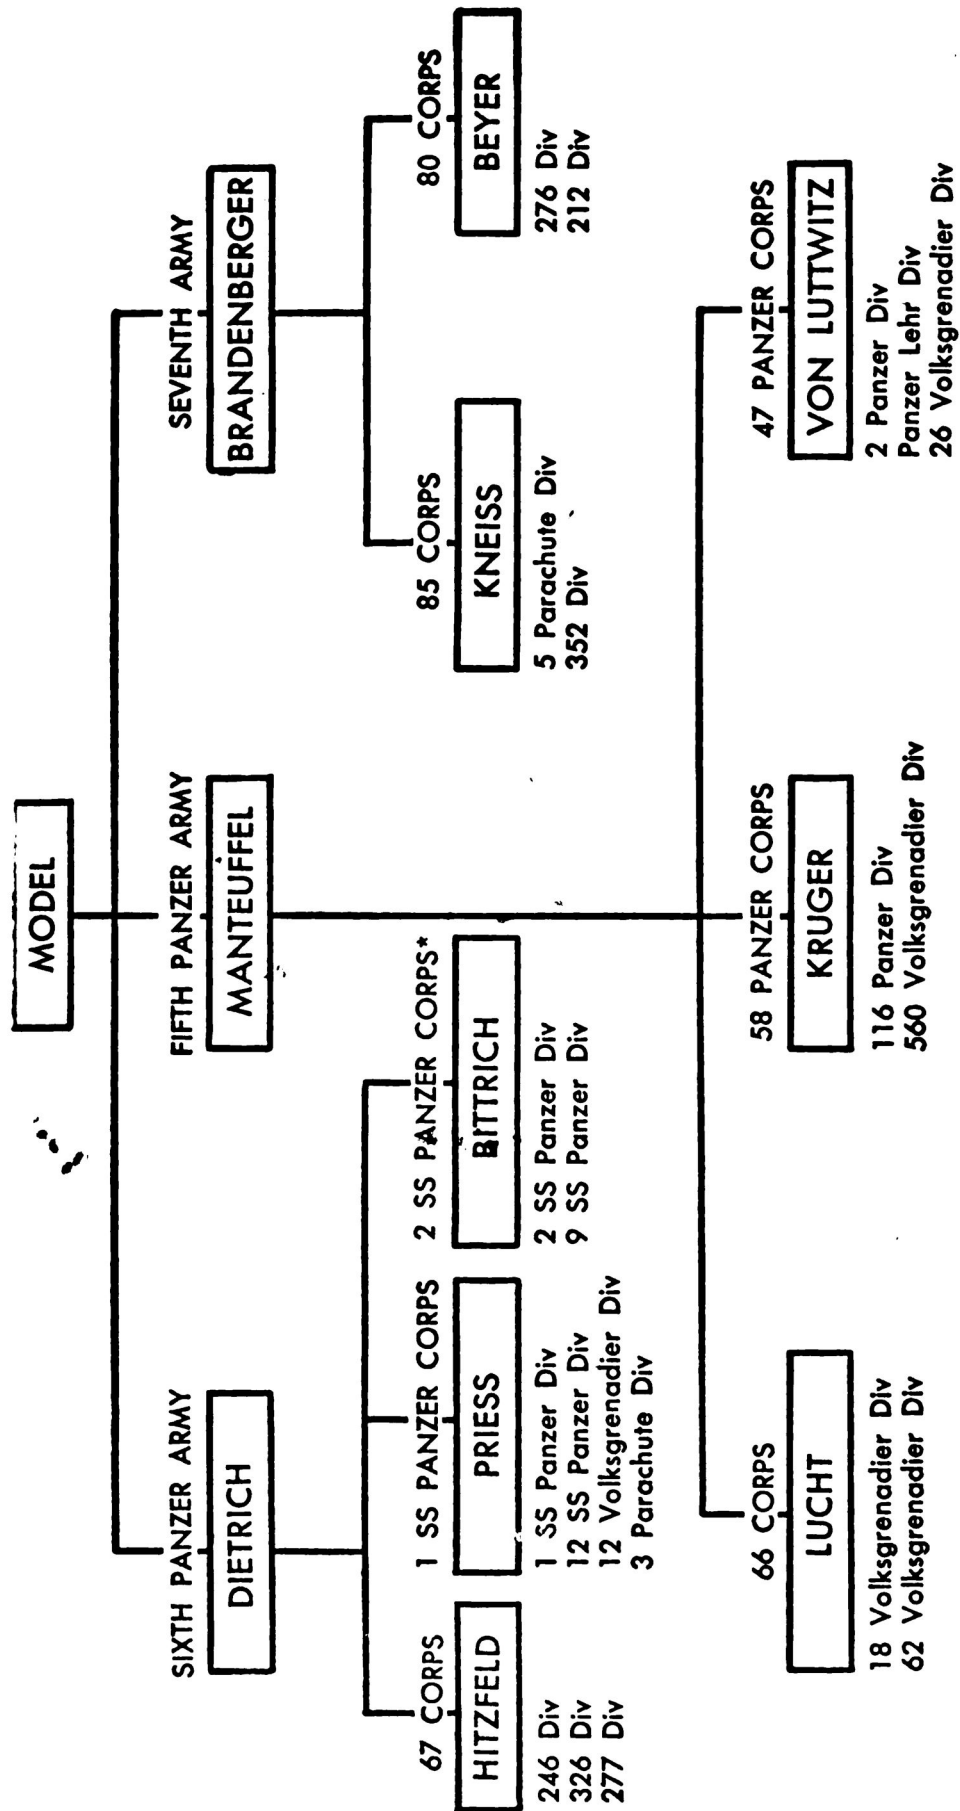 MODEL
SIXTH PANZER ARMY
DIETRICH
FIFTH PANZER ARMY
MANTEUFFEL
SEVENTH ARMY
BRANDENBERGER
67 CORPS
HITZFELD
246 Div
326 Div
277 Div
1 SS PANZER CORPS
PRIESS
1 SS Panzer Div
12 SS Panzer Div
12 Volksgrenadier Div
3 Parachute Div
2 SS PANZER CORPS*
BITTRICH
2 SS Panzer Div
9 SS Panzer Div
85 CORPS
KNEISS
5 Parachute Div
352 Div
80 CORPS
BEYER
276 Div
212 Div
66 CORPS
LUCHT
18 Volksgrenadier Div
62 Volksgrenadier Div
58 PANZER CORPS
KRUGER
116 Panzer Div
560 Volksgrenadier Div
47 PANZER CORPS
VON LUTTWITZ
2 Panzer Div
Panzer Lehr Div
26 Volksgrenadier Div